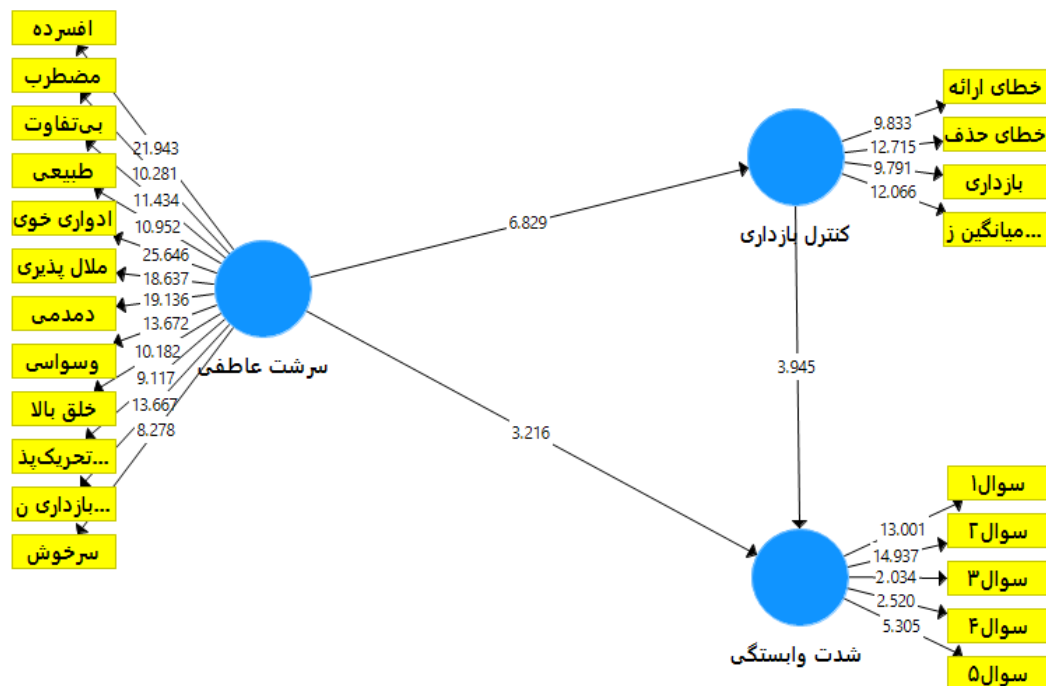 افسرده
مضطرب
بی‌تفاوت
طبیعی
ادواری خوی
ملال پذیری
دمدمی
وسواسی
خلق بالا
...تحریک‌پذ
...بازداری ن
سرخوش
21.943
10.281
11.434
10.952
25.646
18.637
19.136
13.672
10.182
9.117
13.667
8.278
سرشت عاطفی
6.829
3.216
3.945
کنترل بازداری
9.833
12.715
9.791
12.066
خطای ارائه
خطای حذف
بازداری
...میانگین ز
شدت وابستگی
13.001
14.937
2.034
2.520
5.305
سوال۱
سوال۲
سوال۳
سوال۴
سوال۵